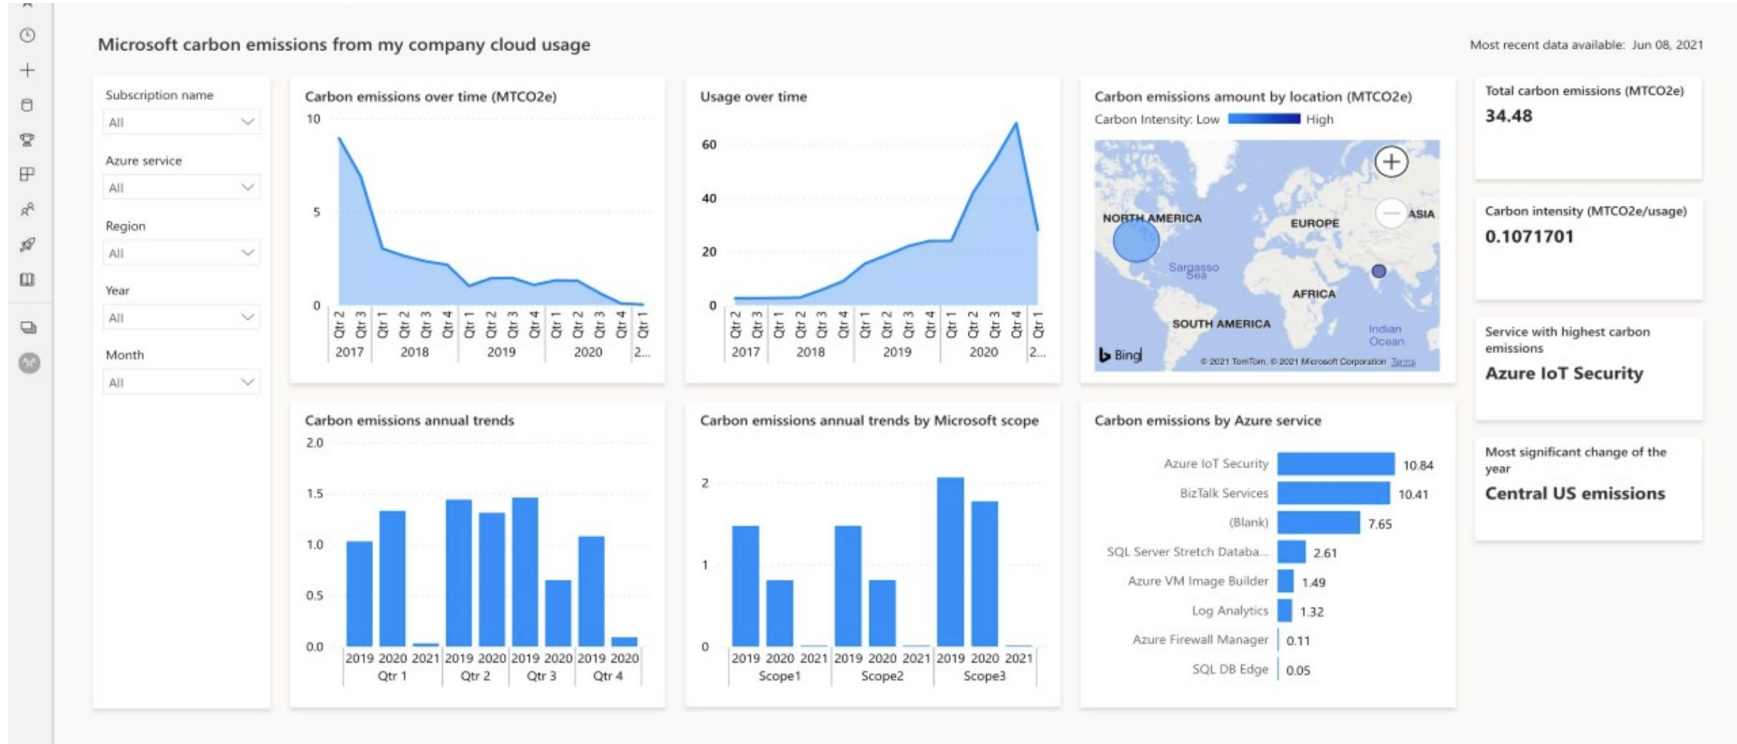 Microsoft carbon emissions from my company cloud usage
Most recent data available: Jun 08, 2021
Subscription name
All
Azure service
All
Region
All
Year
All
Month
All
Carbon emissions over time (MTCO2e)
10
5
0
Qtr 2 Qtr 3 Qtr 1 Qtr 2 Qtr 3 Qtr 4 Qtr 1 Qtr 2 Qtr 3 Qtr 4 Qtr 1 Qtr 2 Qtr 3 Qtr 4 Qtr 1
2017 2018 2019 2020 2...
Usage over time
60
40
20
0
Qtr 2 Qtr 3 Qtr 1 Qtr 2 Qtr 3 Qtr 4 Qtr 1 Qtr 2 Qtr 3 Qtr 4 Qtr 1 Qtr 2 Qtr 3 Qtr 4 Qtr 1
2017 2018 2019 2020 2...
Carbon emissions amount by location (MTCO2e)
Carbon Intensity: Low High
NORTH AMERICA
EUROPE
ASIA
Sargasso
Sea
AFRICA
SOUTH AMERICA
Indian
Ocean
Bing
© 2021 TomTom, © 2021 Microsoft Corporation Terms
Total carbon emissions (MTCO2e)
34.48
Carbon intensity (MTCO2e/usage)
0.1071701
Service with highest carbon
emissions
Azure IoT Security
Most significant change of the
year
Central US emissions
Carbon emissions annual trends
2.0
1.5
1.0
0.5
0.0
2019 2020 2021 2019 2020 2019 2020 2019 2020
Qtr 1 Qtr 2 Qtr 3 Qtr 4
Carbon emissions annual trends by Microsoft scope
2
1
0
2019 2020 2021 2019 2020 2021 2019 2020 2021
Scope1 Scope2 Scope3
Carbon emissions by Azure service
Azure IoT Security 10.84
BizTalk Services 10.41
(Blank) 7.65
SQL Server Stretch Databa... 2.61
Azure VM Image Builder 1.49
Log Analytics 1.32
Azure Firewall Manager 0.11
SQL DB Edge 0.05